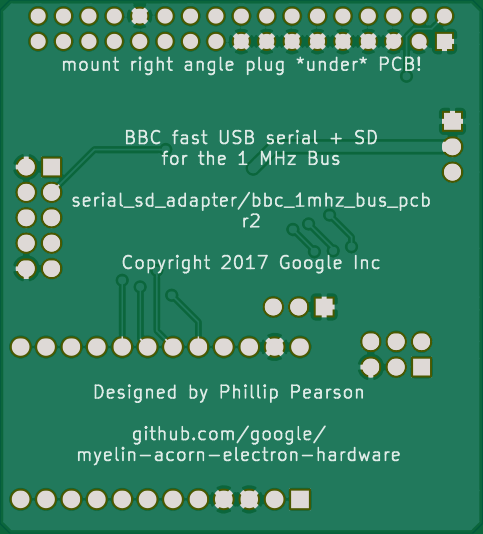 mount right angle plug *under* PCB!
BBC fast USB serial + SD
for the 1 MHz Bus
serial_sd_adapter/bbc_1mhz_bus_pcb
r2
Copyright 2017 Google Inc
Designed by Phillip Pearson
github.com/google/
myelin-acorn-electron-hardware